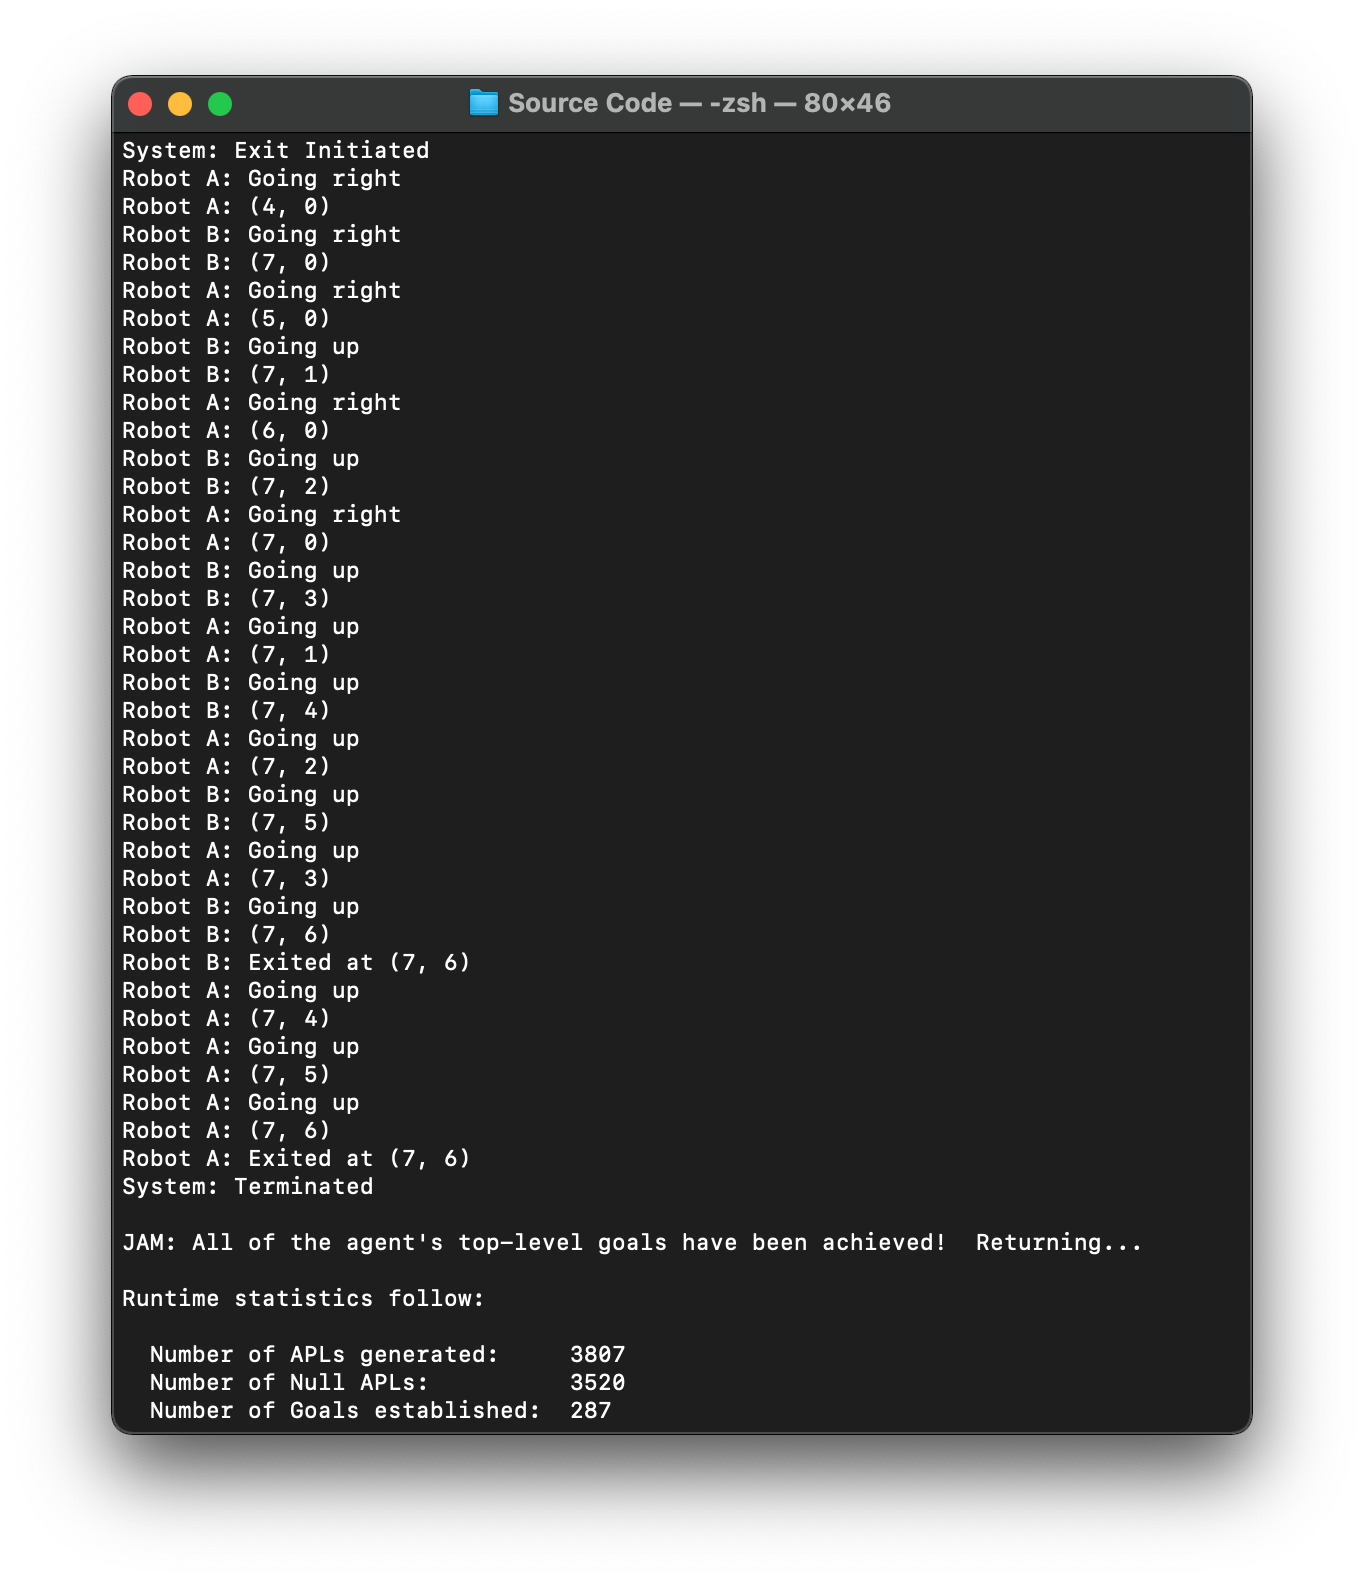 Source Code — -zsh — 80×46
System: Exit Initiated
Robot A: Going right
Robot A: (4, 0)
Robot B: Going right
Robot B: (7, 0)
Robot A: Going right
Robot A: (5, 0)
Robot B: Going up
Robot B: (7, 1)
Robot A: Going right
Robot A: (6, 0)
Robot B: Going up
Robot B: (7, 2)
Robot A: Going right
Robot A: (7, 0)
Robot B: Going up
Robot B: (7, 3)
Robot A: Going up
Robot A: (7, 1)
Robot B: Going up
Robot B: (7, 4)
Robot A: Going up
Robot A: (7, 2)
Robot B: Going up
Robot B: (7, 5)
Robot A: Going up
Robot A: (7, 3)
Robot B: Going up
Robot B: (7, 6)
Robot B: Exited at (7, 6)
Robot A: Going up
Robot A: (7, 4)
Robot A: Going up
Robot A: (7, 5)
Robot A: Going up
Robot A: (7, 6)
Robot A: Exited at (7, 6)
System: Terminated
JAM: All of the agent's top-level goals have been achieved!  Returning...
Runtime statistics follow:
  Number of APLs generated:     3807
  Number of Null APLs:          3520
  Number of Goals established:  287